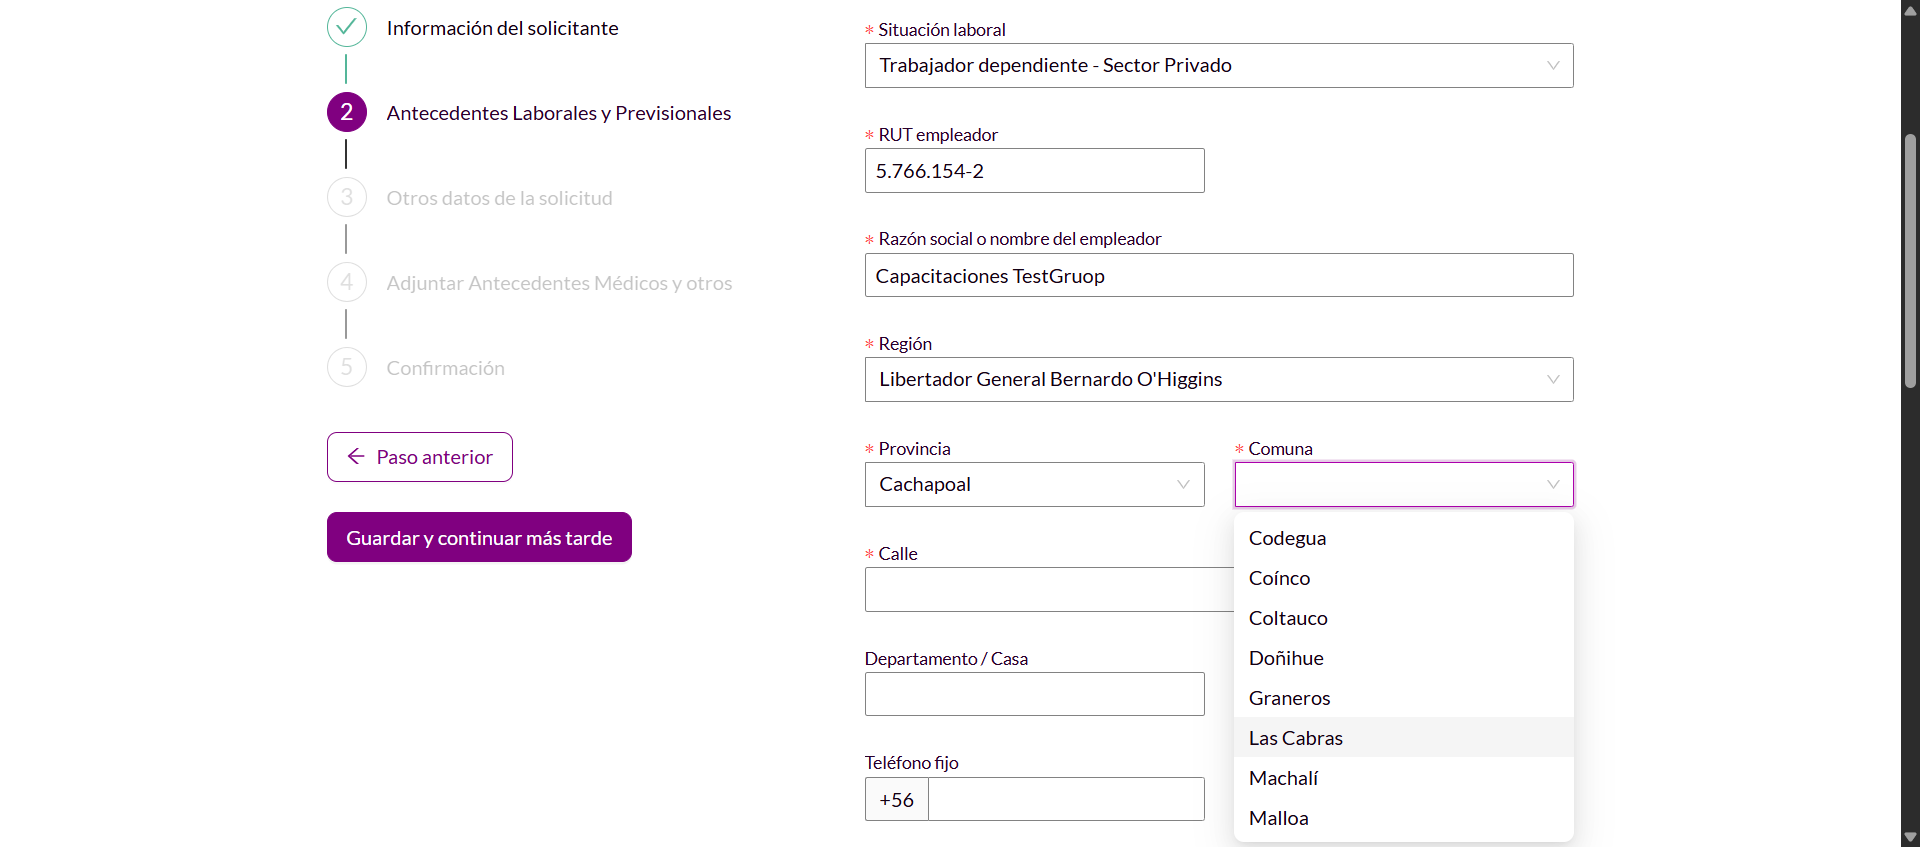 Información del solicitante
2
Antecedentes Laborales y Previsionales
3
Otros datos de la solicitud
4
Adjuntar Antecedentes Médicos y otros
5
Confirmación
Paso anterior
Guardar y continuar más tarde
* Situación laboral
Trabajador dependiente - Sector Privado
* RUT empleador
5.766.154-2
* Razón social o nombre del empleador
Capacitaciones TestGruop
* Región
Libertador General Bernardo O'Higgins
* Provincia
Cachapoal
* Comuna
Codegua
Coínco
Coltauco
Doñihue
Graneros
Las Cabras
Machalí
Malloa
* Calle
Departamento / Casa
Teléfono fijo
+56